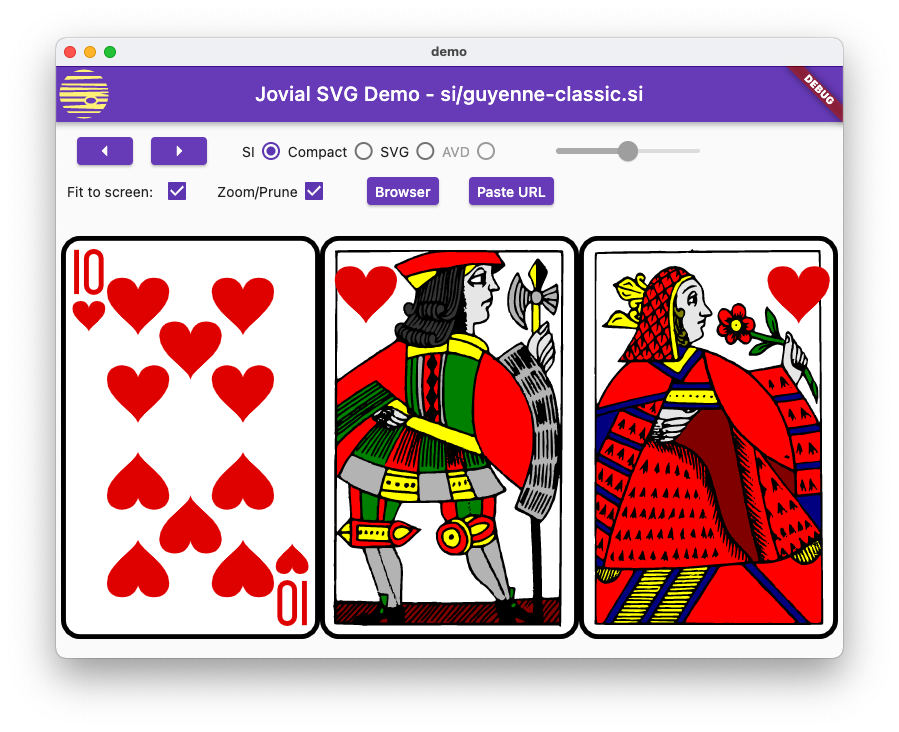 demo
Jovial SVG Demo - si/guyenne-classic.si
DEBUG
SI Compact SVG AVD
Fit to screen: Zoom/Prune Browser Paste URL
10
10